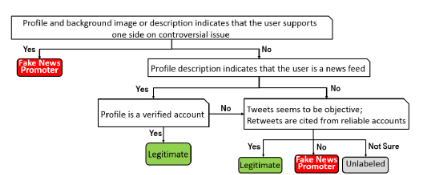 Profile and background image or description indicates that the user supports
one side on controversial issue
Yes
No
Fake News
Promoter
Profile description indicates that the user is a news feed
Yes
No
Profile is a verified account
No
Tweets seems to be objective;
Retweets are cited from reliable accounts
Yes
Legitimate
Yes
No
Not Sure
Legitimate
Fake News
Promoter
Unlabeled